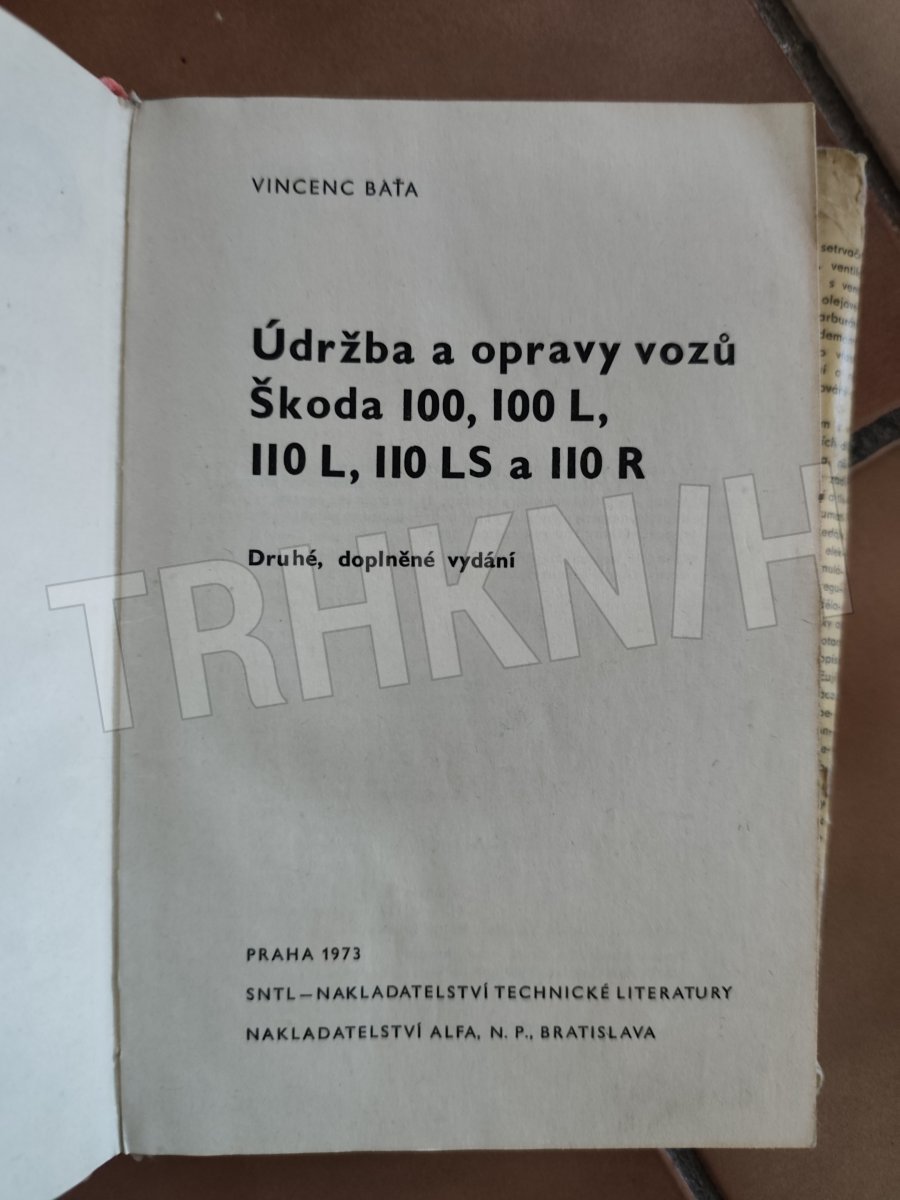 VINCENC BAŤA
Údržba a opravy vozů
Škoda 100, 100 L,
110 L, 110 LS a 110 R
Druhé, doplněné vydání
TRHKNIH
PRAHA 1973
SNTL—NAKLADATELSTVÍ TECHNICKÉ LITERATURY
NAKLADATELSTVÍ ALFA, N. P., BRATISLAVA